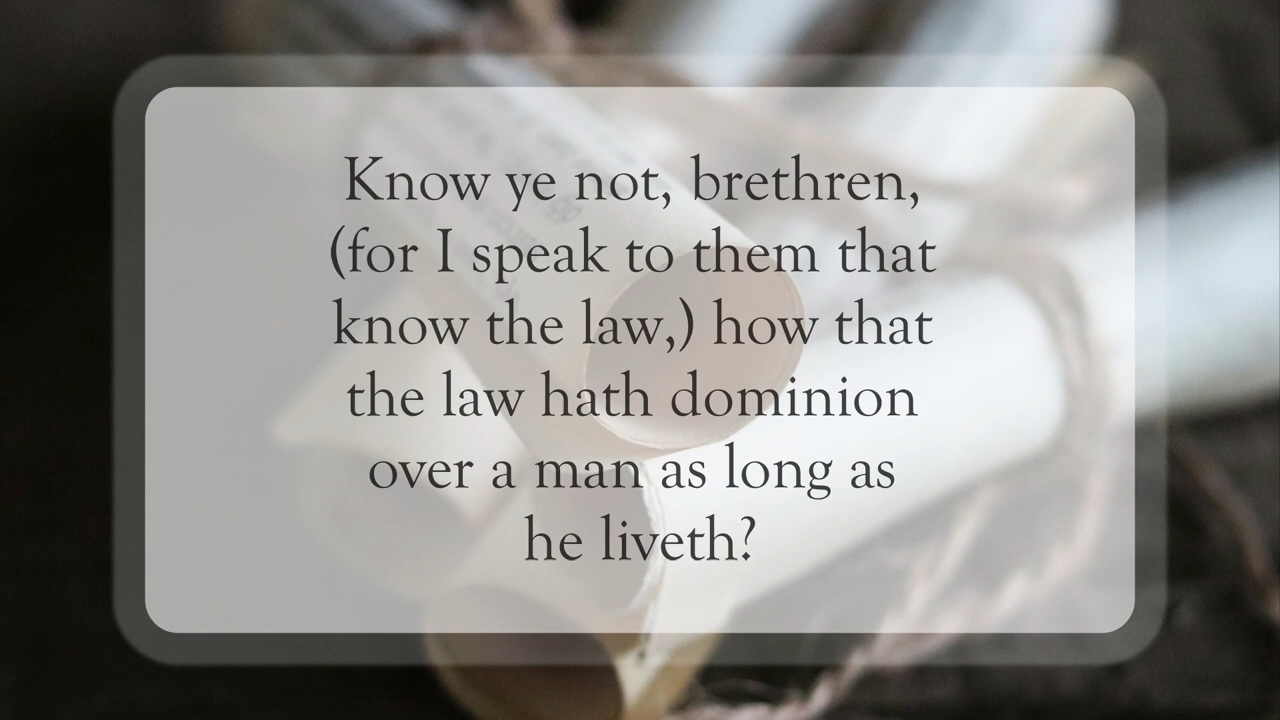 Know ye not, brethren,
(for I speak to them that
know the law,) how that
the law hath dominion
over a man as long as
he liveth?